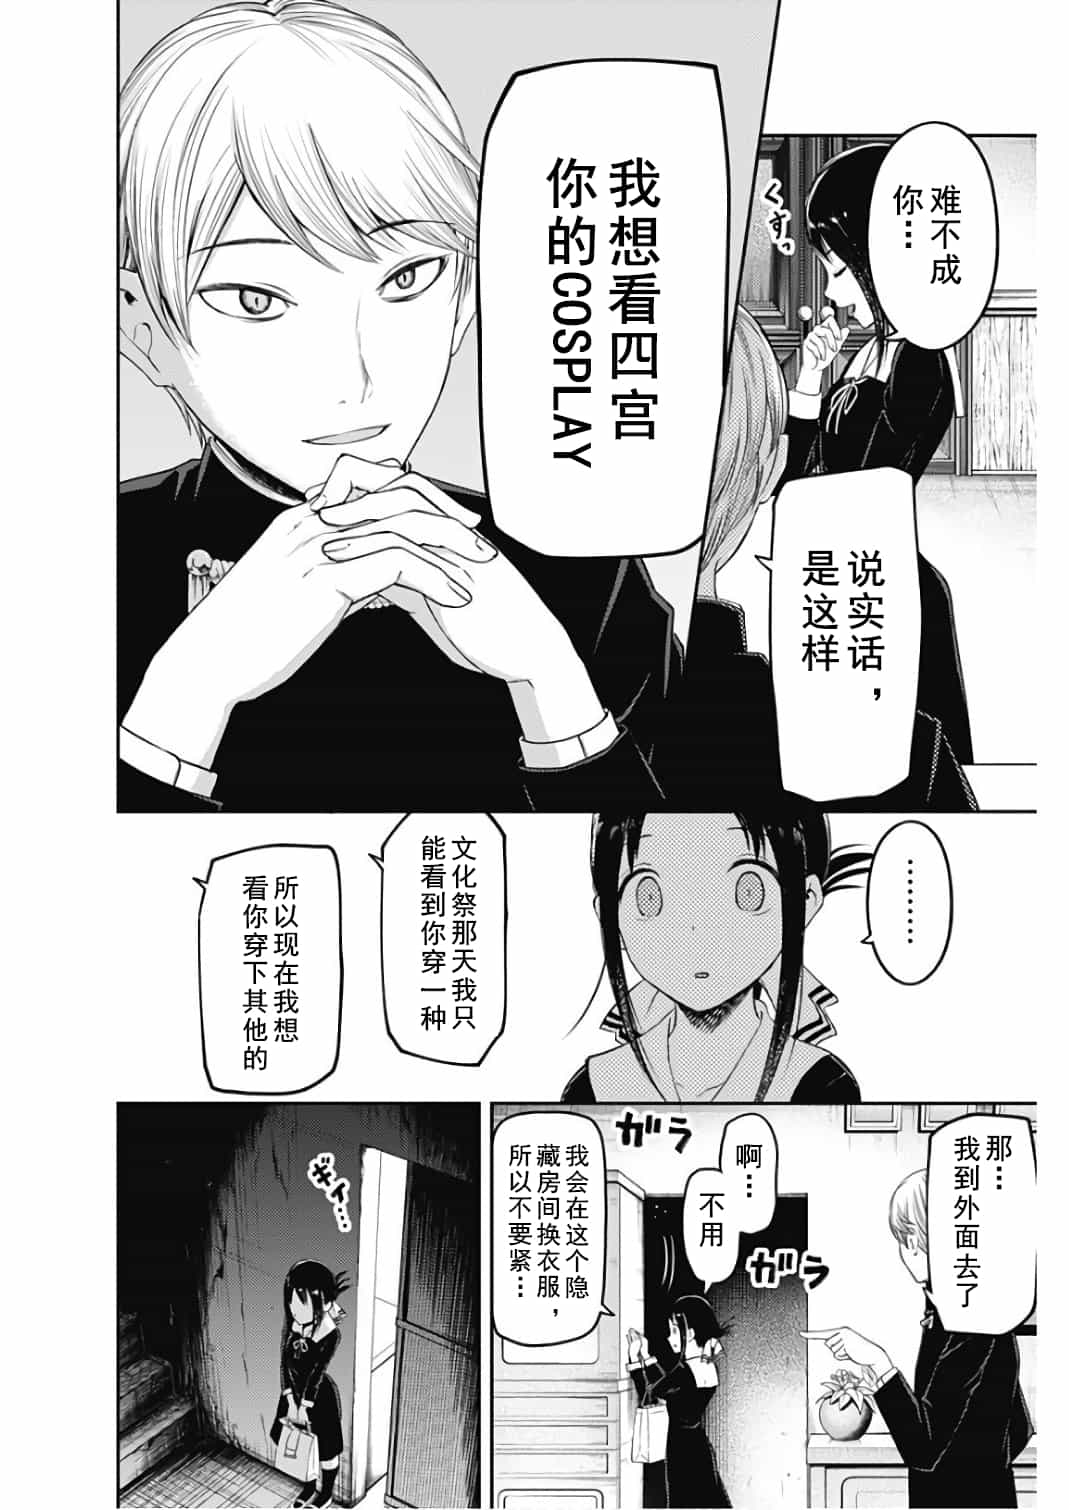 难不成
你…
くすっ
说实话，
是这样
我想看四宫
你的COSPLAY
………
文化祭那天我只
能看到你穿一种
所以现在我想
看你穿下其他的
那…
我到外面去了
ガラ
啊…
不用
ガラ
我会在这个隐
藏房间换衣服，
所以不要紧…
ギイ…